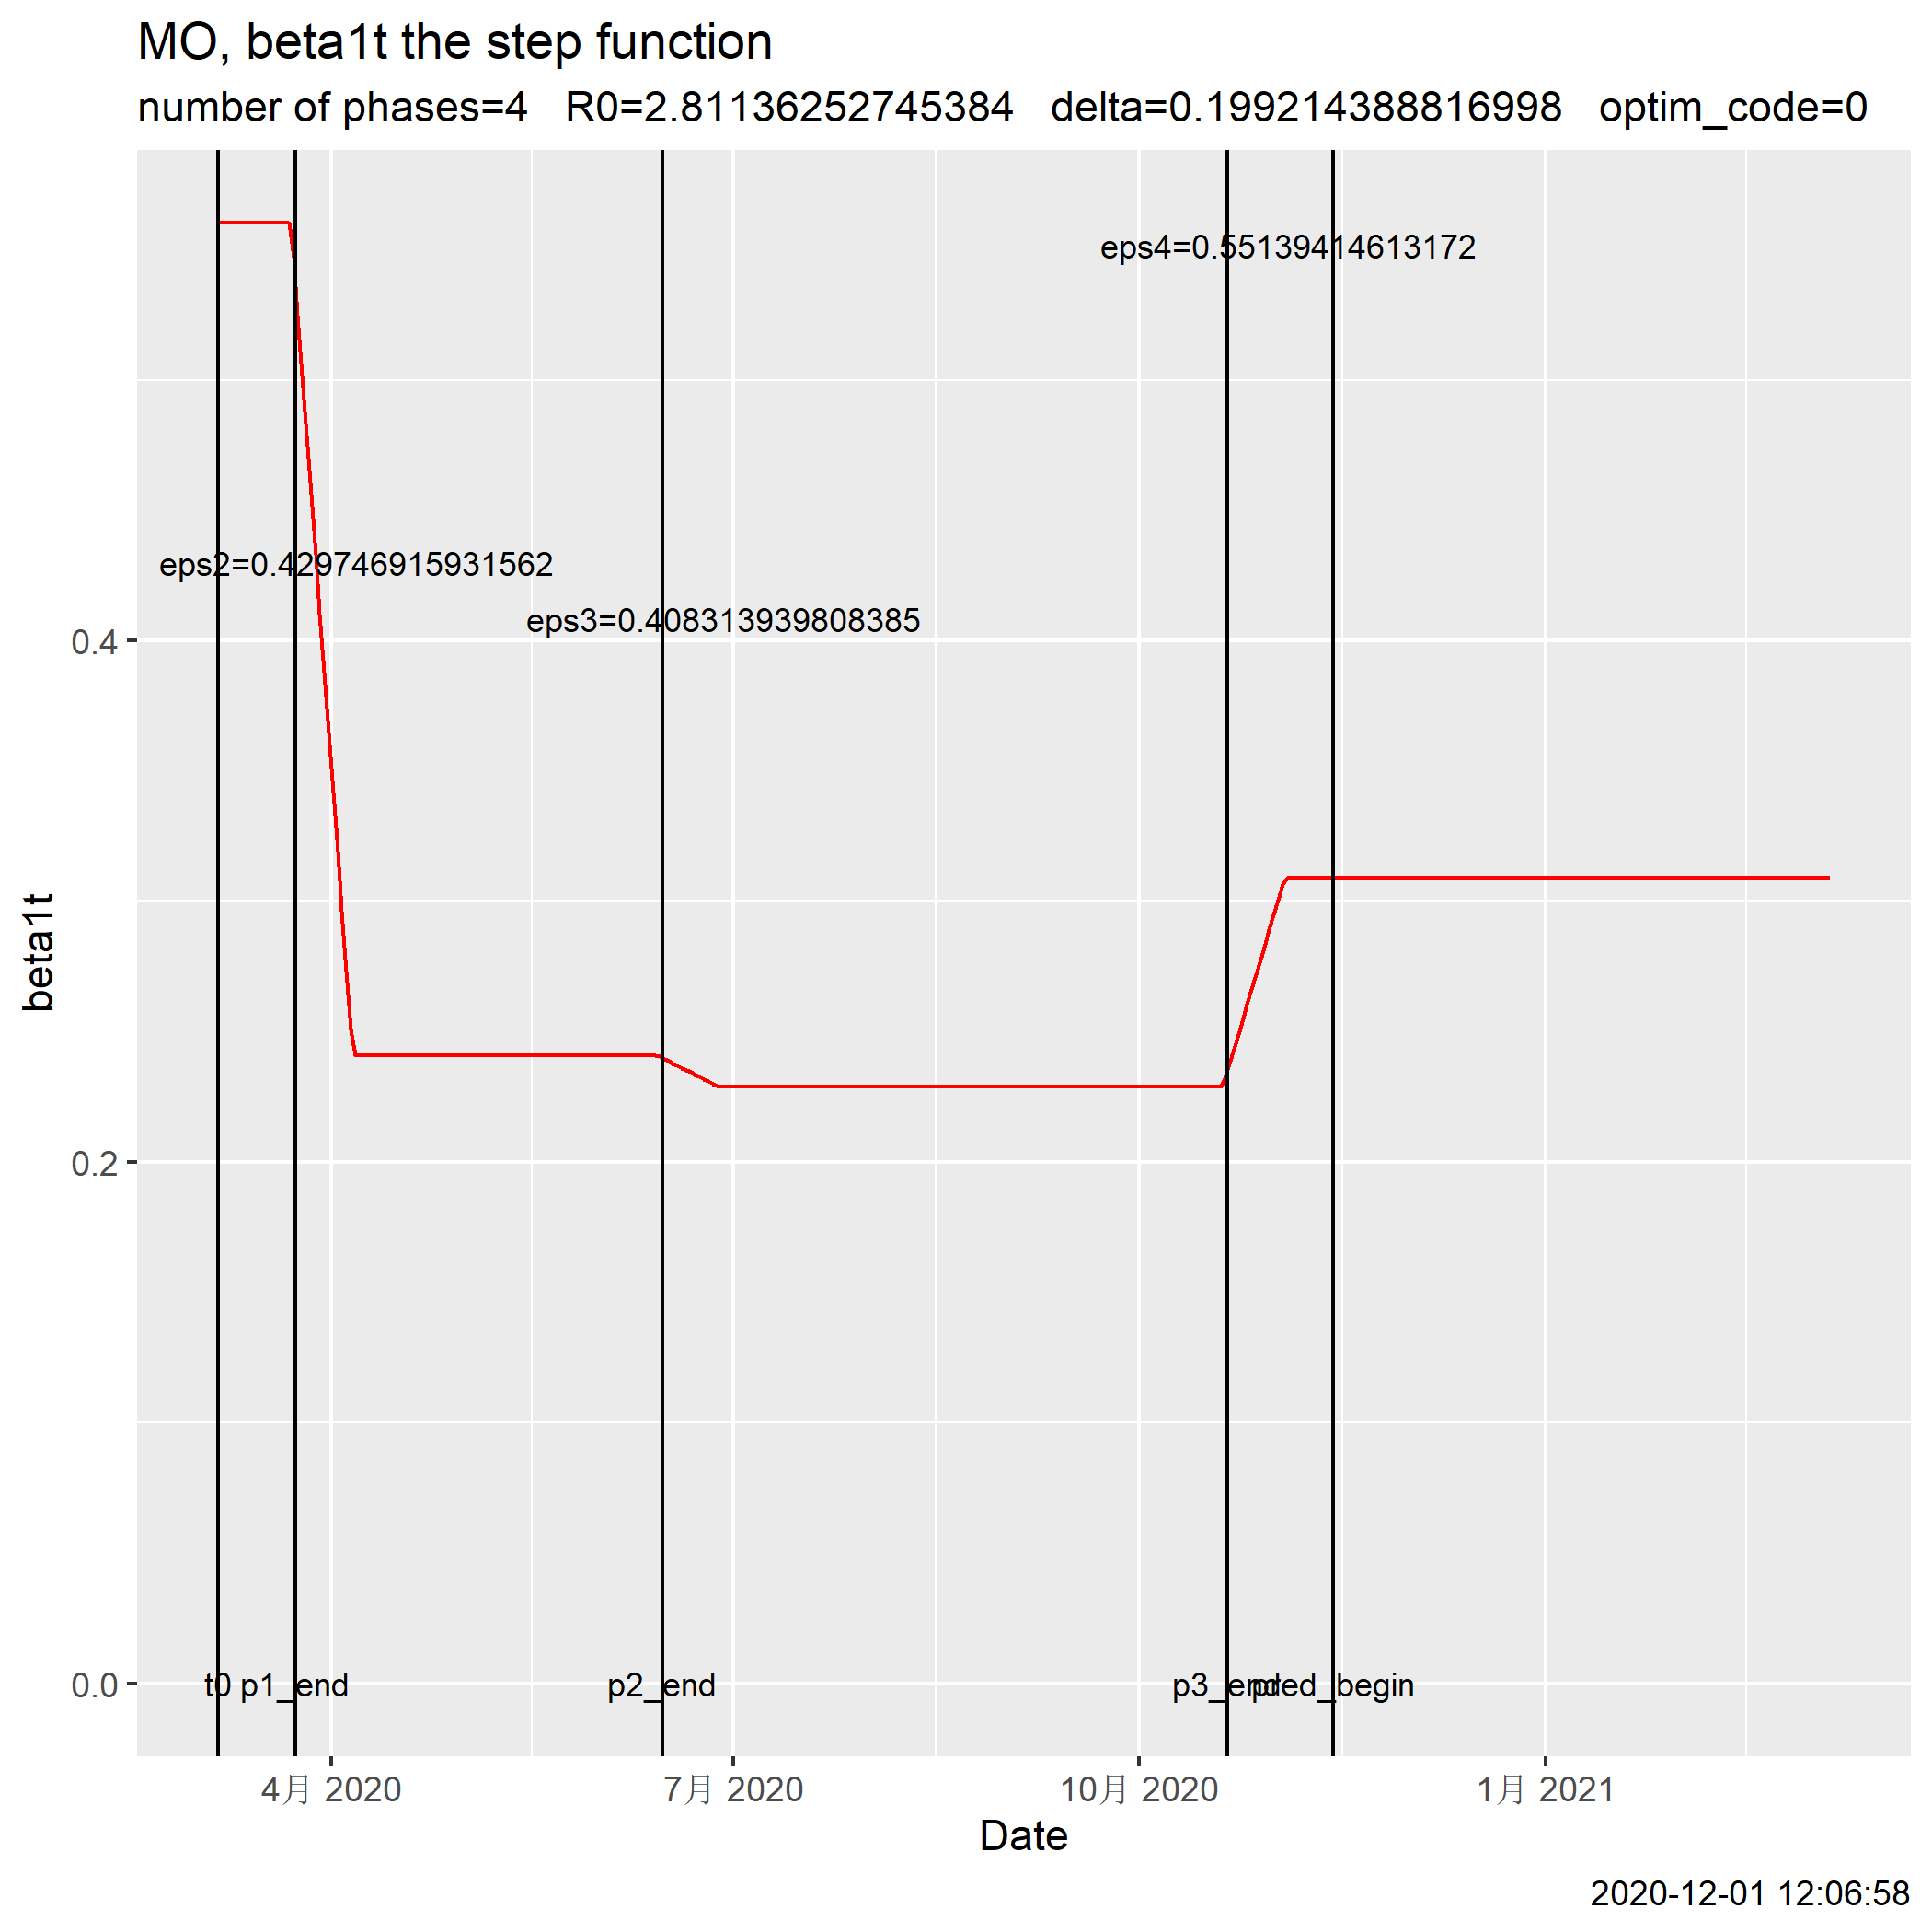 MO, beta1t the step function
number of phases=4 R0=2.81136252745384 delta=0.199214388816998 optim_code=0
eps4=0.55139414613172
eps2=0.429746915931562
eps3=0.408313939808385
0.4
0.2
0.0
beta1t
t0 p1_end p2_end p3_end pred_begin
4月 2020 7月 2020 10月 2020 1月 2021
Date
2020-12-01 12:06:58